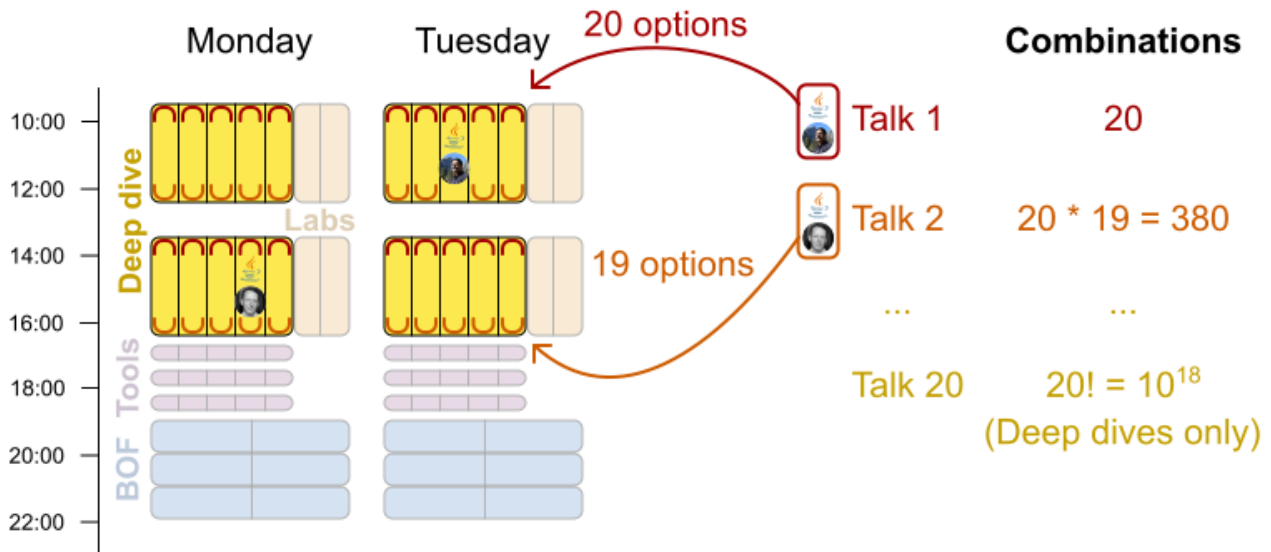 Monday
Tuesday
20 options
Combinations
10:00
12:00
14:00
16:00
18:00
20:00
22:00
Deep dive
Labs
Tools
BOF
19 options
Talk 1
20
Talk 2
20 * 19 = 380
...
...
Talk 20
20! = 10¹⁸
(Deep dives only)